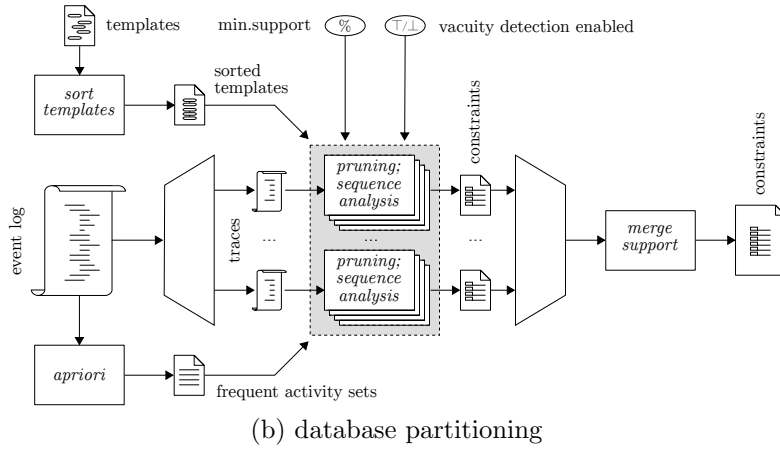 templates
min.support
%
⊤/⊥
vacuity detection enabled
sort
templates
sorted
templates
constraints
constraints
pruning;
sequence
analysis
event log
traces
...
...
...
merge
support
pruning;
sequence
analysis
apriori
frequent activity sets
(b) database partitioning